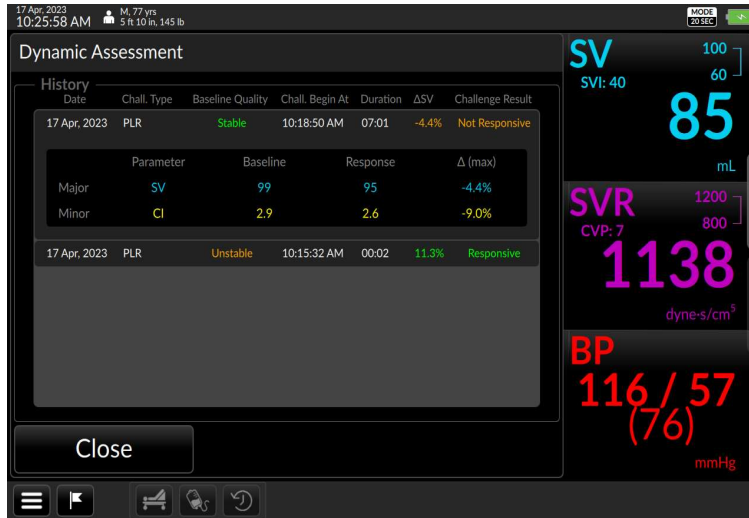 17 Apr, 2023
10:25:58 AM
M, 77 yrs
5 ft 10 in, 145 lb
MODE
20 SEC
Dynamic Assessment
History
Date Chall. Type Baseline Quality Chall. Begin At Duration ΔSV Challenge Result
17 Apr, 2023 PLR Stable 10:18:50 AM 07:01 -4.4% Not Responsive
Parameter Baseline Response Δ (max)
Major SV 99 95 -4.4%
Minor CI 2.9 2.6 -9.0%
17 Apr, 2023 PLR Unstable 10:15:32 AM 00:02 11.3% Responsive
Close
SV
SVI: 40
100
60
85
mL
SVR
CVP: 7
1200
800
1138
dyne·s/cm⁵
BP
116 / 57
(76)
mmHg